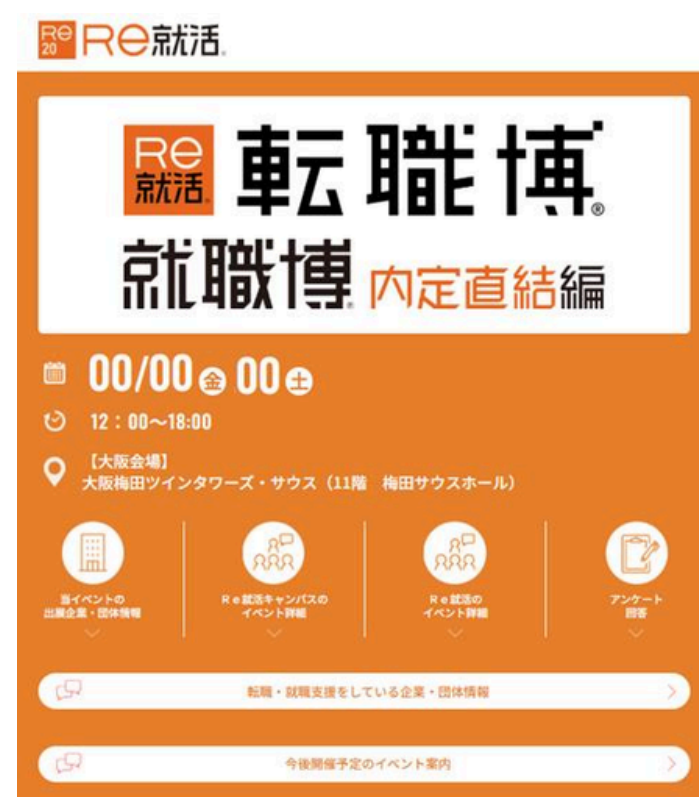 Re
20
Re就活
Re
就活
転職博
就職博 内定直結編
00/00 金 00 土
12：00～18:00
【大阪会場】
大阪梅田ツインタワーズ・サウス（11階　梅田サウスホール）
当イベントの
出展企業・団体情報
Re就活キャンパスの
イベント詳細
Re就活の
イベント詳細
アンケート
回答
転職・就職支援をしている企業・団体情報
今後開催予定のイベント案内